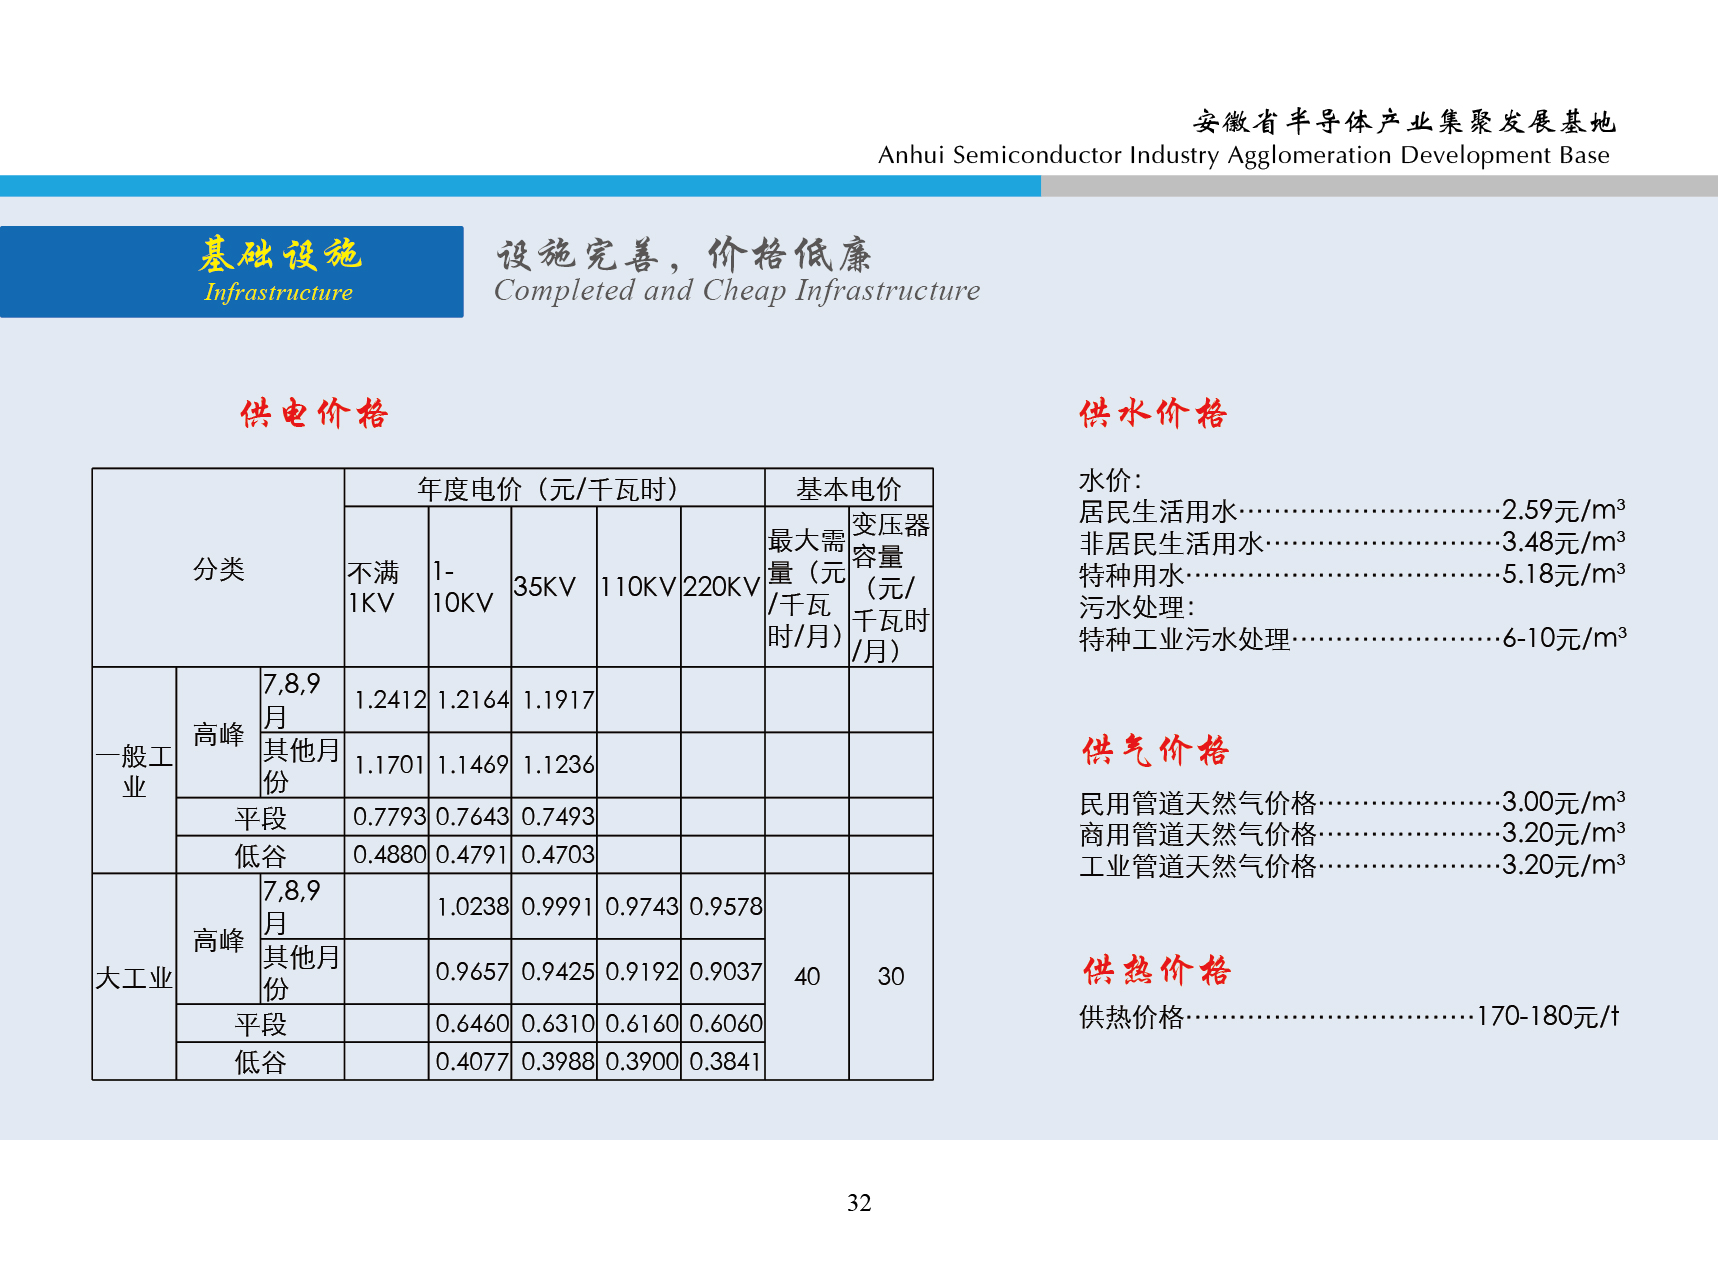 安徽省半导体产业集聚发展基地
Anhui Semiconductor Industry Agglomeration Development Base
基础设施
Infrastructure
设施完善，价格低廉
Completed and Cheap Infrastructure
供电价格
分类
年度电价（元/千瓦时）
基本电价
不满
1KV
1-
10KV
35KV
110KV
220KV
最大需
量（元
/千瓦
时/月）
变压器
容量
（元/
千瓦时
/月）
一般工
业
高峰
7,8,9
月
1.2412 1.2164 1.1917
其他月
份
1.1701 1.1469 1.1236
平段 0.7793 0.7643 0.7493
低谷 0.4880 0.4791 0.4703
大工业
高峰
7,8,9
月
1.0238 0.9991 0.9743 0.9578
其他月
份
0.9657 0.9425 0.9192 0.9037
40 30
平段 0.6460 0.6310 0.6160 0.6060
低谷 0.4077 0.3988 0.3900 0.3841
供水价格
水价：
居民生活用水······························2.59元/m³
非居民生活用水···························3.48元/m³
特种用水····································5.18元/m³
污水处理：
特种工业污水处理························6-10元/m³
供气价格
民用管道天然气价格·····················3.00元/m³
商用管道天然气价格·····················3.20元/m³
工业管道天然气价格·····················3.20元/m³
供热价格
供热价格·································170-180元/t
32